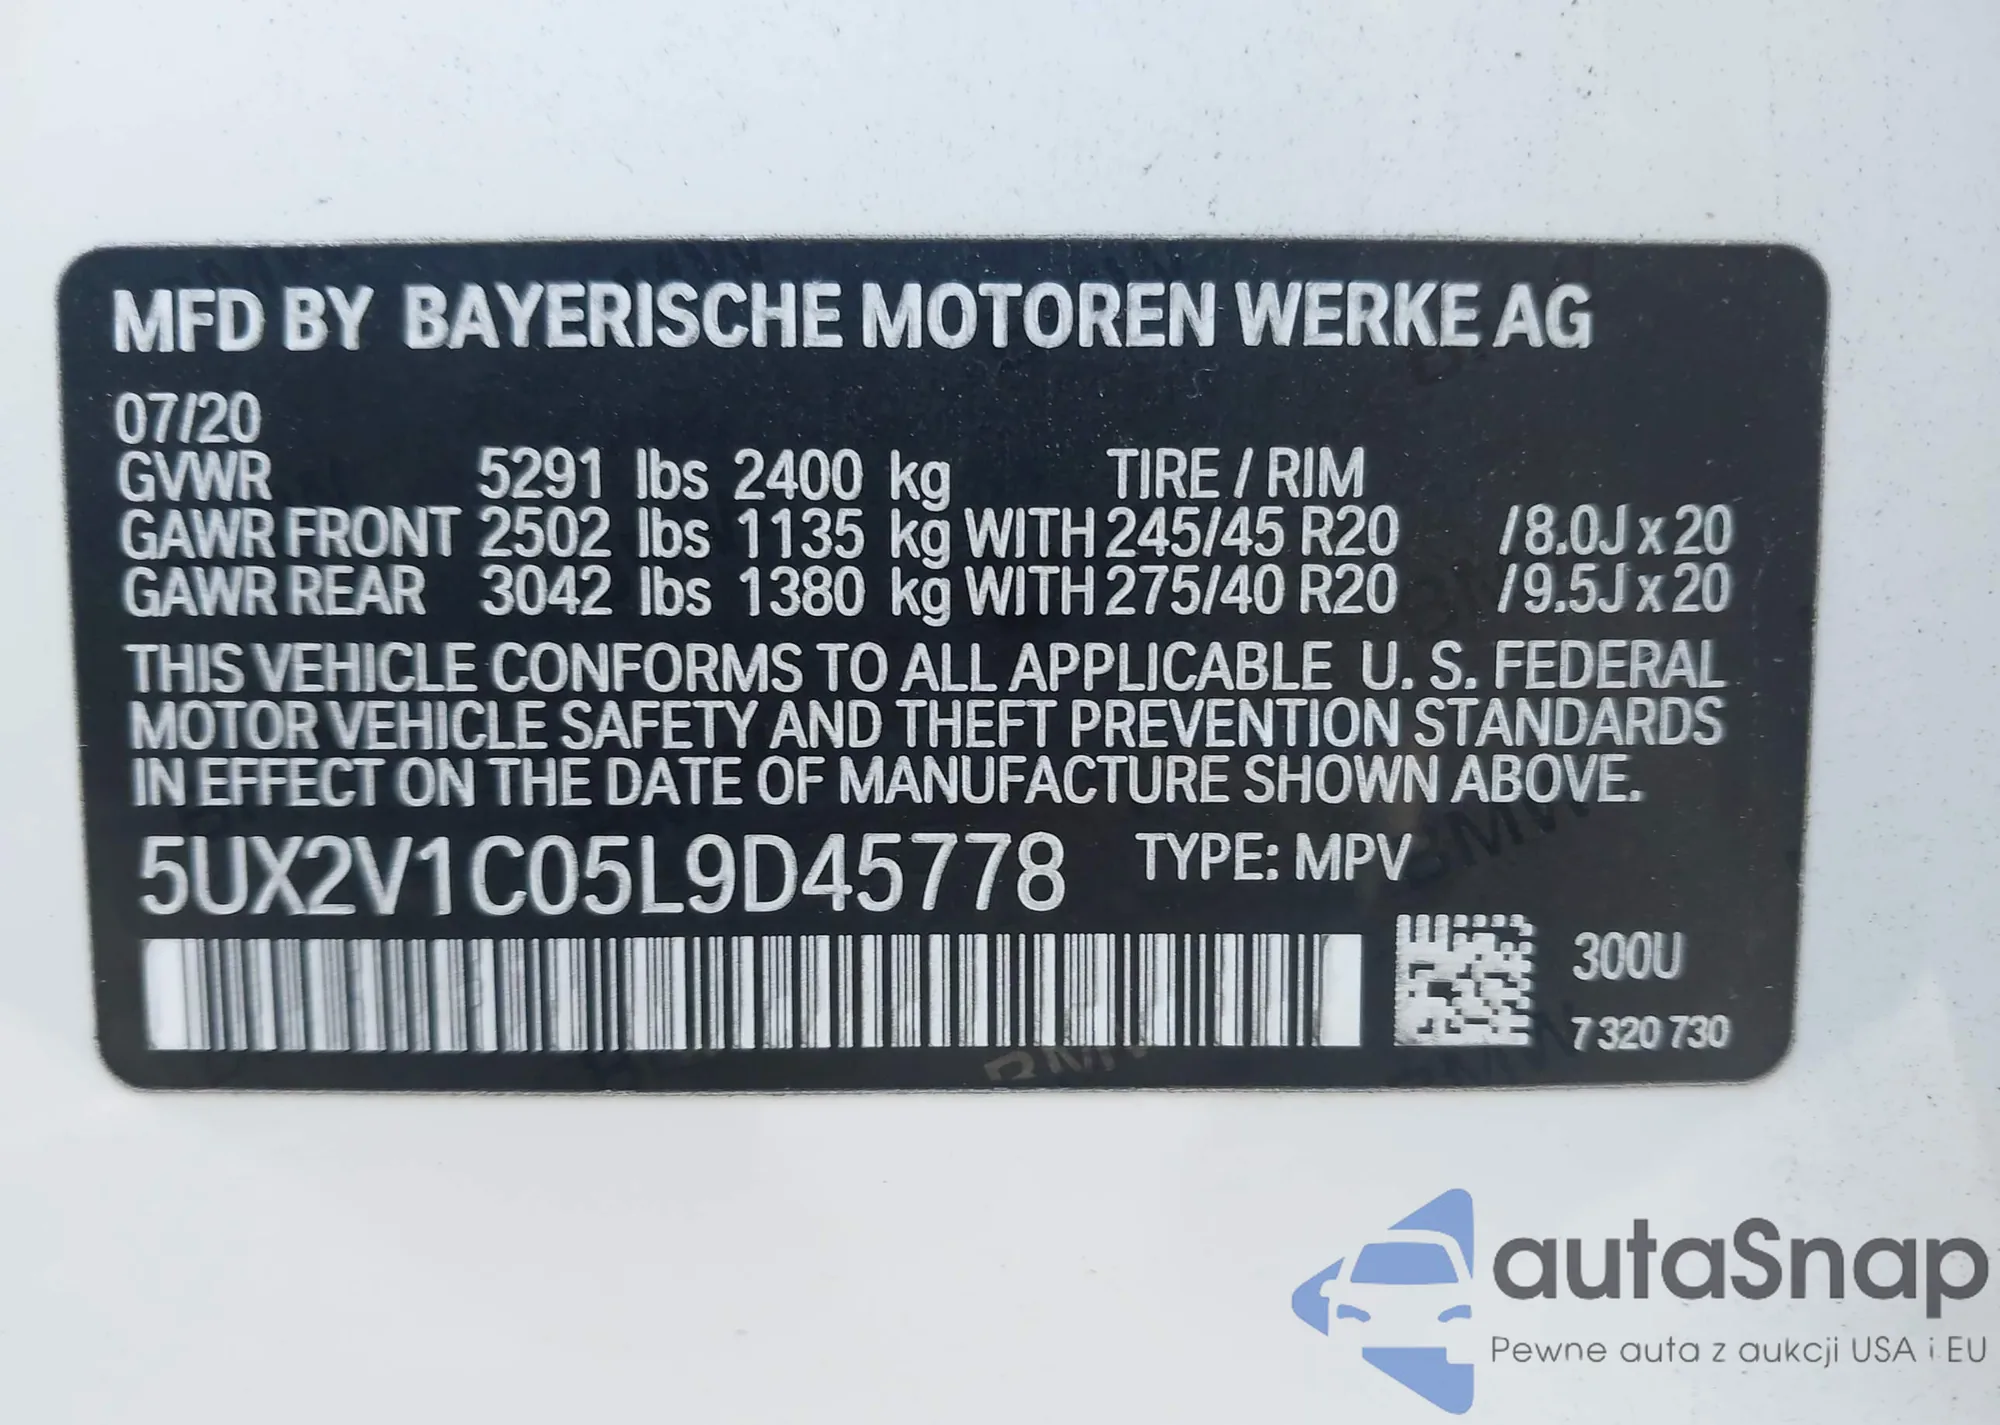 MFD BY BAYERISCHE MOTOREN WERKE AG
07/20
GVWR 5291 lbs 2400 kg TIRE / RIM
GAWR FRONT 2502 lbs 1135 kg WITH 245/45 R20 /8.0J x 20
GAWR REAR 3042 lbs 1380 kg WITH 275/40 R20 /9.5J x 20
THIS VEHICLE CONFORMS TO ALL APPLICABLE U. S. FEDERAL
MOTOR VEHICLE SAFETY AND THEFT PREVENTION STANDARDS
IN EFFECT ON THE DATE OF MANUFACTURE SHOWN ABOVE.
5UX2V1C05L9D45778 TYPE: MPV
300U
7 320 730
autaSnap
Pewne auta z aukcji USA i EU